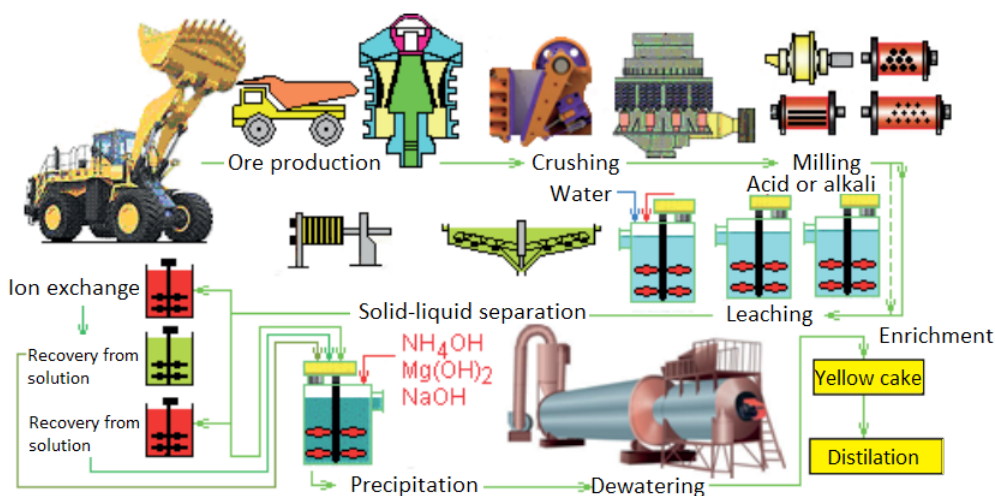 Ore production
Crushing
Milling
Water
Acid or alkali
Ion exchange
Solid-liquid separation
Leaching
Enrichment
Recovery from
solution
NH4OH
Mg(OH)2
NaOH
Yellow cake
Recovery from
solution
Distilation
Precipitation
Dewatering